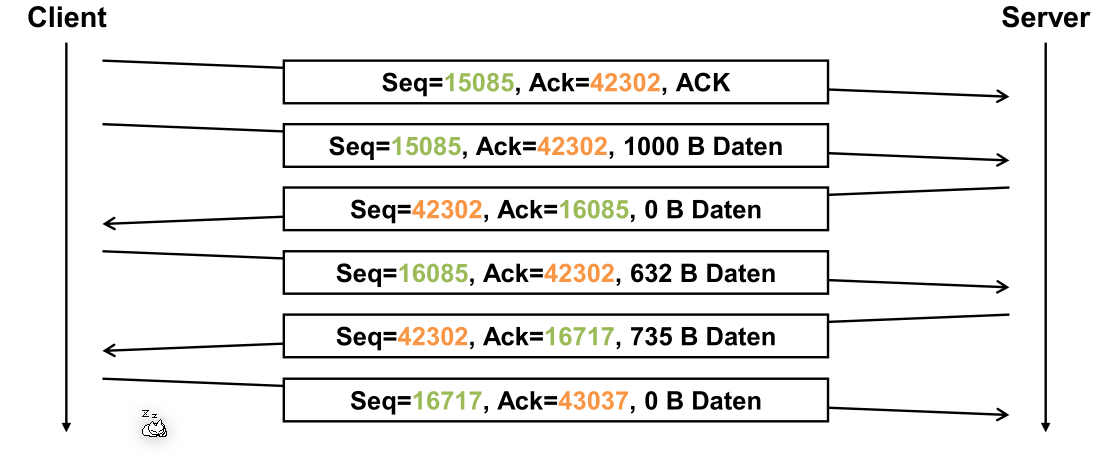 Client
Server
Seq=15085, Ack=42302, ACK
Seq=15085, Ack=42302, 1000 B Daten
Seq=42302, Ack=16085, 0 B Daten
Seq=16085, Ack=42302, 632 B Daten
Seq=42302, Ack=16717, 735 B Daten
Seq=16717, Ack=43037, 0 B Daten
z z